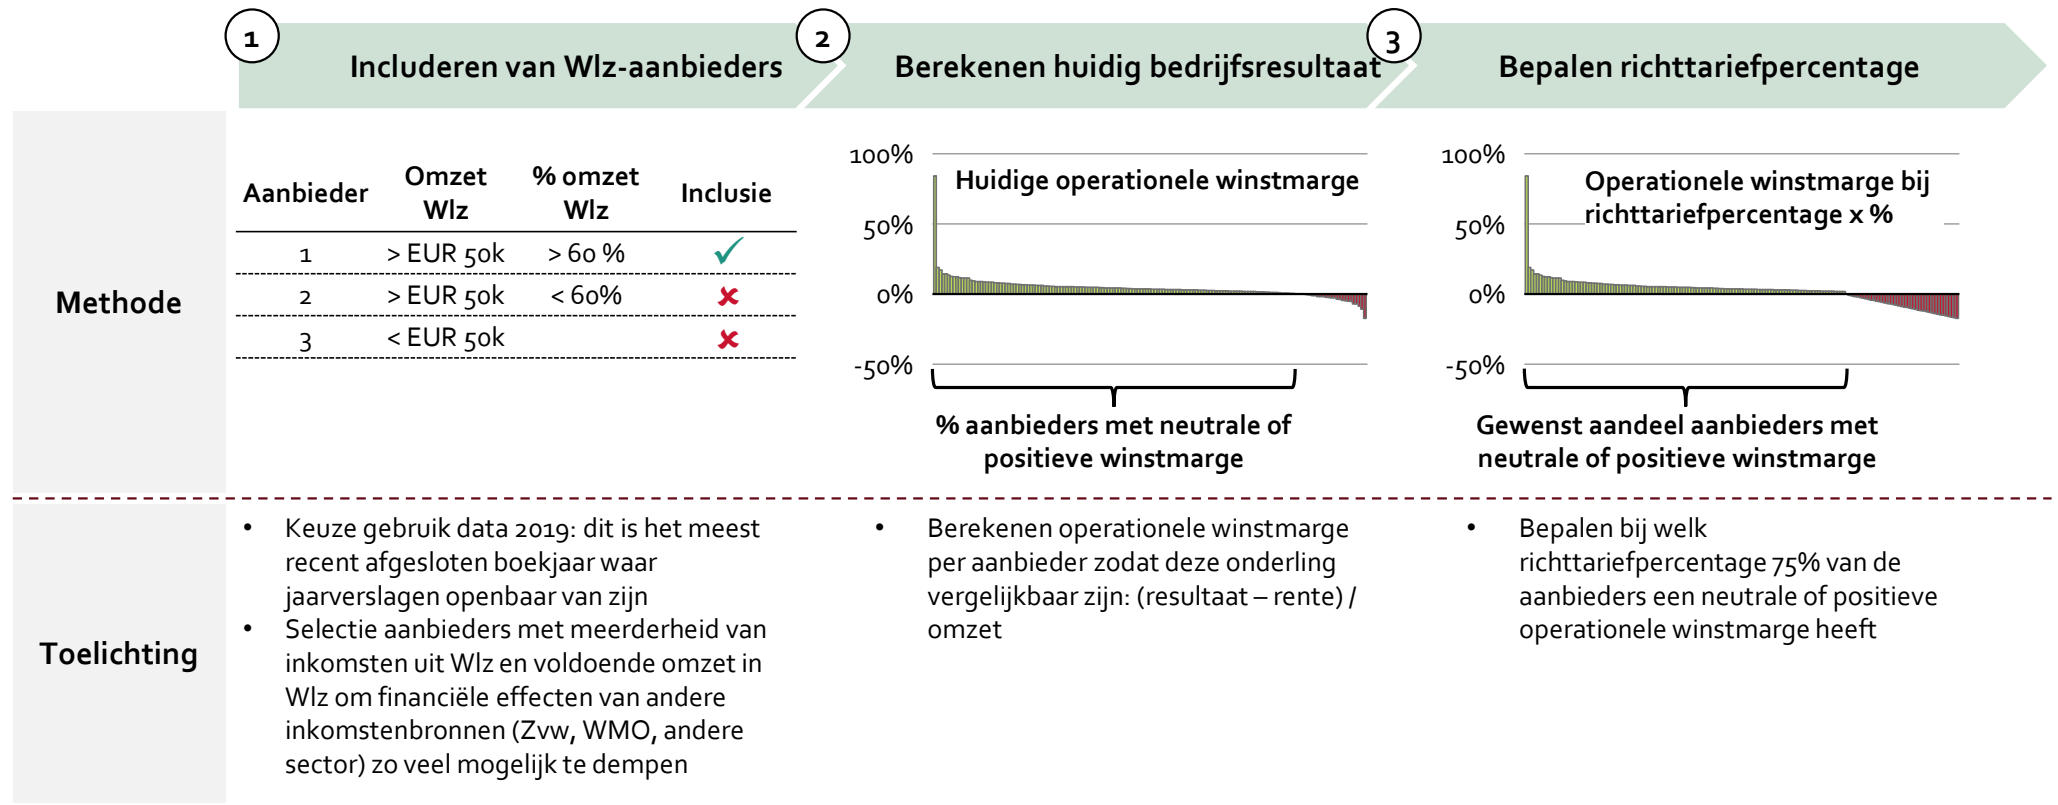 1
Includeren van Wlz-aanbieders
2
Berekenen huidig bedrijfsresultaat
3
Bepalen richttariefpercentage
Methode
Aanbieder
Omzet
Wlz
% omzet
Wlz
Inclusie
1 > EUR 50k > 60 %
2 > EUR 50k < 60%
3 < EUR 50k
100%
50%
0%
-50%
Huidige operationele winstmarge
% aanbieders met neutrale of
positieve winstmarge
100%
50%
0%
-50%
Operationele winstmarge bij
richttariefpercentage x %
Gewenst aandeel aanbieders met
neutrale of positieve winstmarge
Toelichting
• Keuze gebruik data 2019: dit is het meest
recent afgesloten boekjaar waar
jaarverslagen openbaar van zijn
• Selectie aanbieders met meerderheid van
inkomsten uit Wlz en voldoende omzet in
Wlz om financiële effecten van andere
inkomstenbronnen (Zvw, WMO, andere
sector) zo veel mogelijk te dempen
• Berekenen operationele winstmarge
per aanbieder zodat deze onderling
vergelijkbaar zijn: (resultaat – rente) /
omzet
• Bepalen bij welk
richttariefpercentage 75% van de
aanbieders een neutrale of positieve
operationele winstmarge heeft